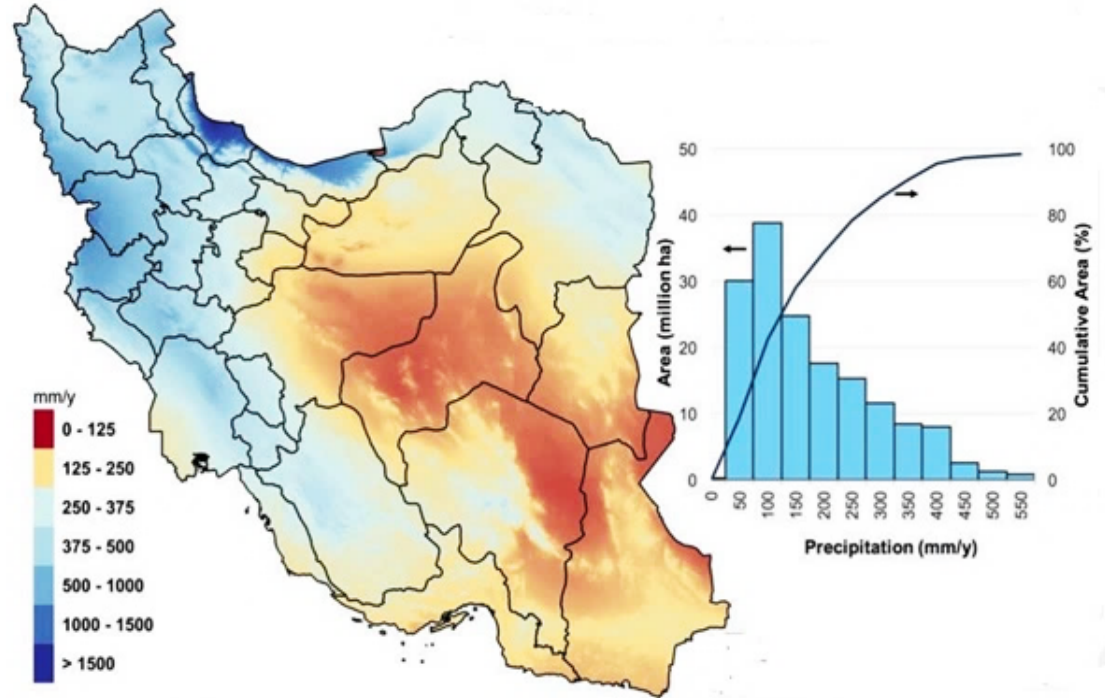 mm/y
0 - 125
125 - 250
250 - 375
375 - 500
500 - 1000
1000 - 1500
> 1500
50
40
30
20
10
0
Area (million ha)
100
80
60
40
20
0
Cumulative Area (%)
0 50 100 150 200 250 300 350 400 450 500 550
Precipitation (mm/y)